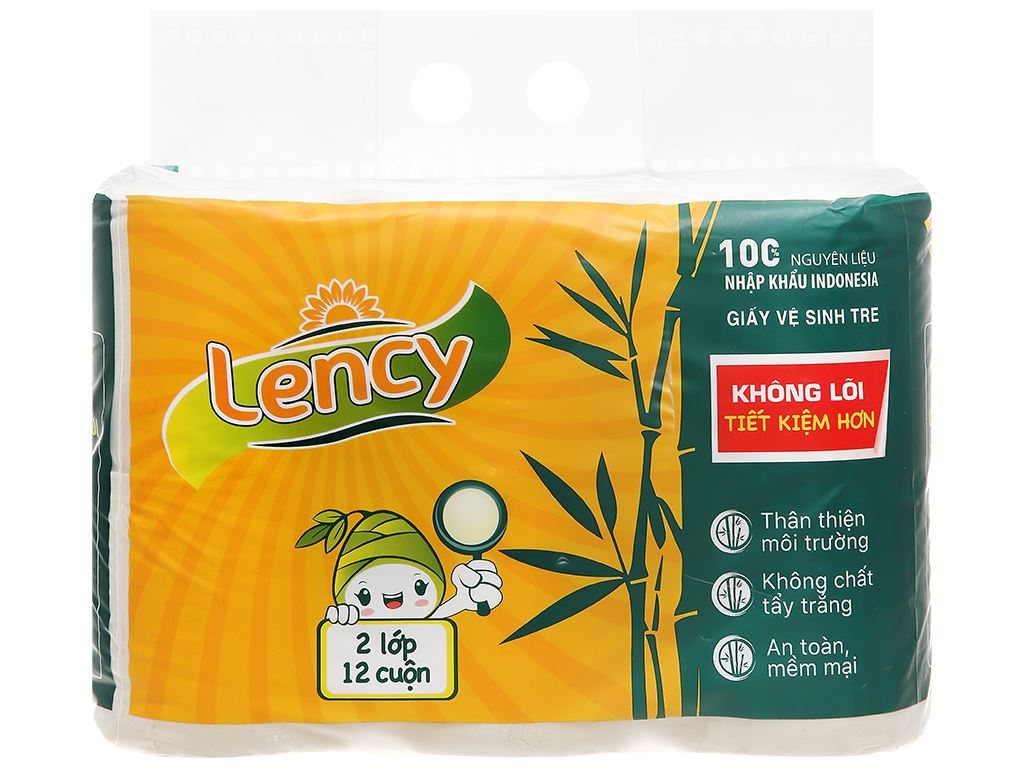 Lency
2 lớp
12 cuộn
100% NGUYÊN LIỆU
NHẬP KHẨU INDONESIA
GIẤY VỆ SINH TRE
KHÔNG LÕI
TIẾT KIỆM HƠN
Thân thiện
môi trường
Không chất
tẩy trắng
An toàn,
mềm mại